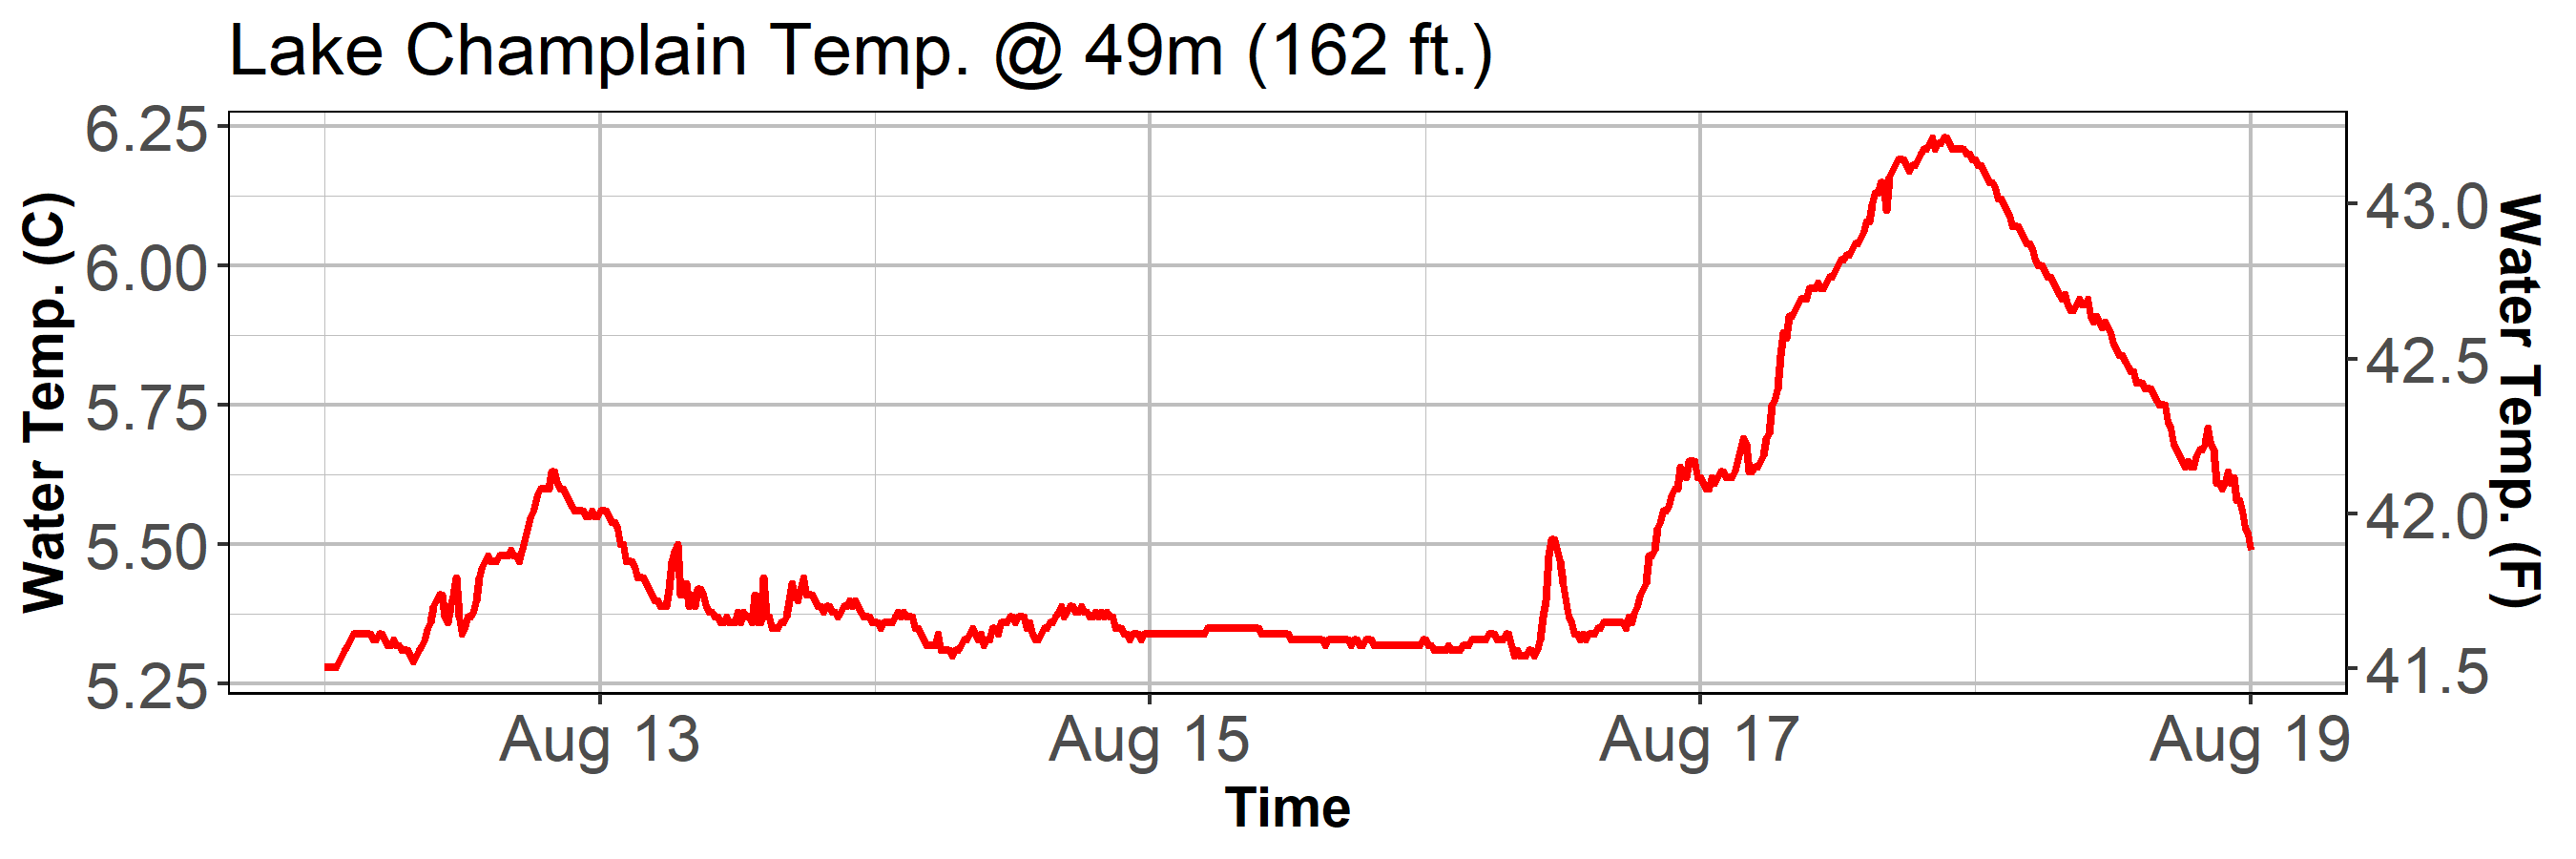 Lake Champlain Temp. @ 49m (162 ft.)
Water Temp. (C)
6.25
6.00
5.75
5.50
5.25
43.0
42.5
42.0
41.5
Water Temp. (F)
Aug 13 Aug 15 Aug 17 Aug 19
Time